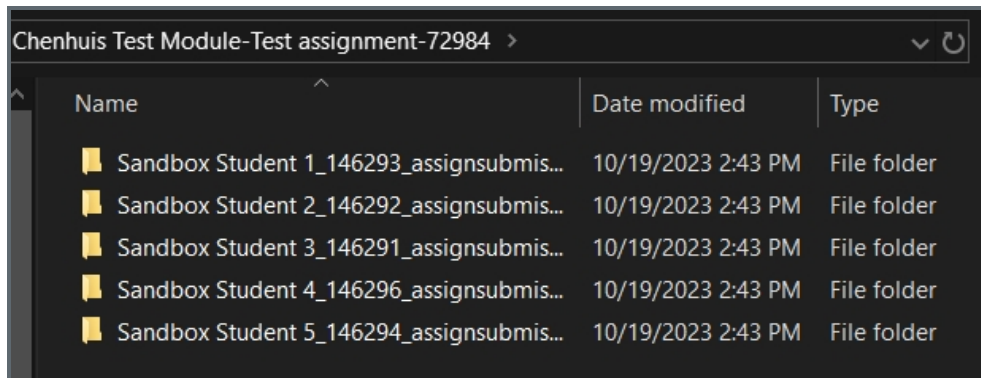 Chenhuis Test Module-Test assignment-72984 >
Name Date modified Type
Sandbox Student 1_146293_assignsubmis... 10/19/2023 2:43 PM File folder
Sandbox Student 2_146292_assignsubmis... 10/19/2023 2:43 PM File folder
Sandbox Student 3_146291_assignsubmis... 10/19/2023 2:43 PM File folder
Sandbox Student 4_146296_assignsubmis... 10/19/2023 2:43 PM File folder
Sandbox Student 5_146294_assignsubmis... 10/19/2023 2:43 PM File folder